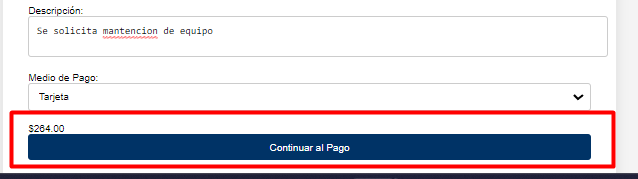 Descripción:
Se solicita mantencion de equipo
Medio de Pago:
Tarjeta
$264.00
Continuar al Pago